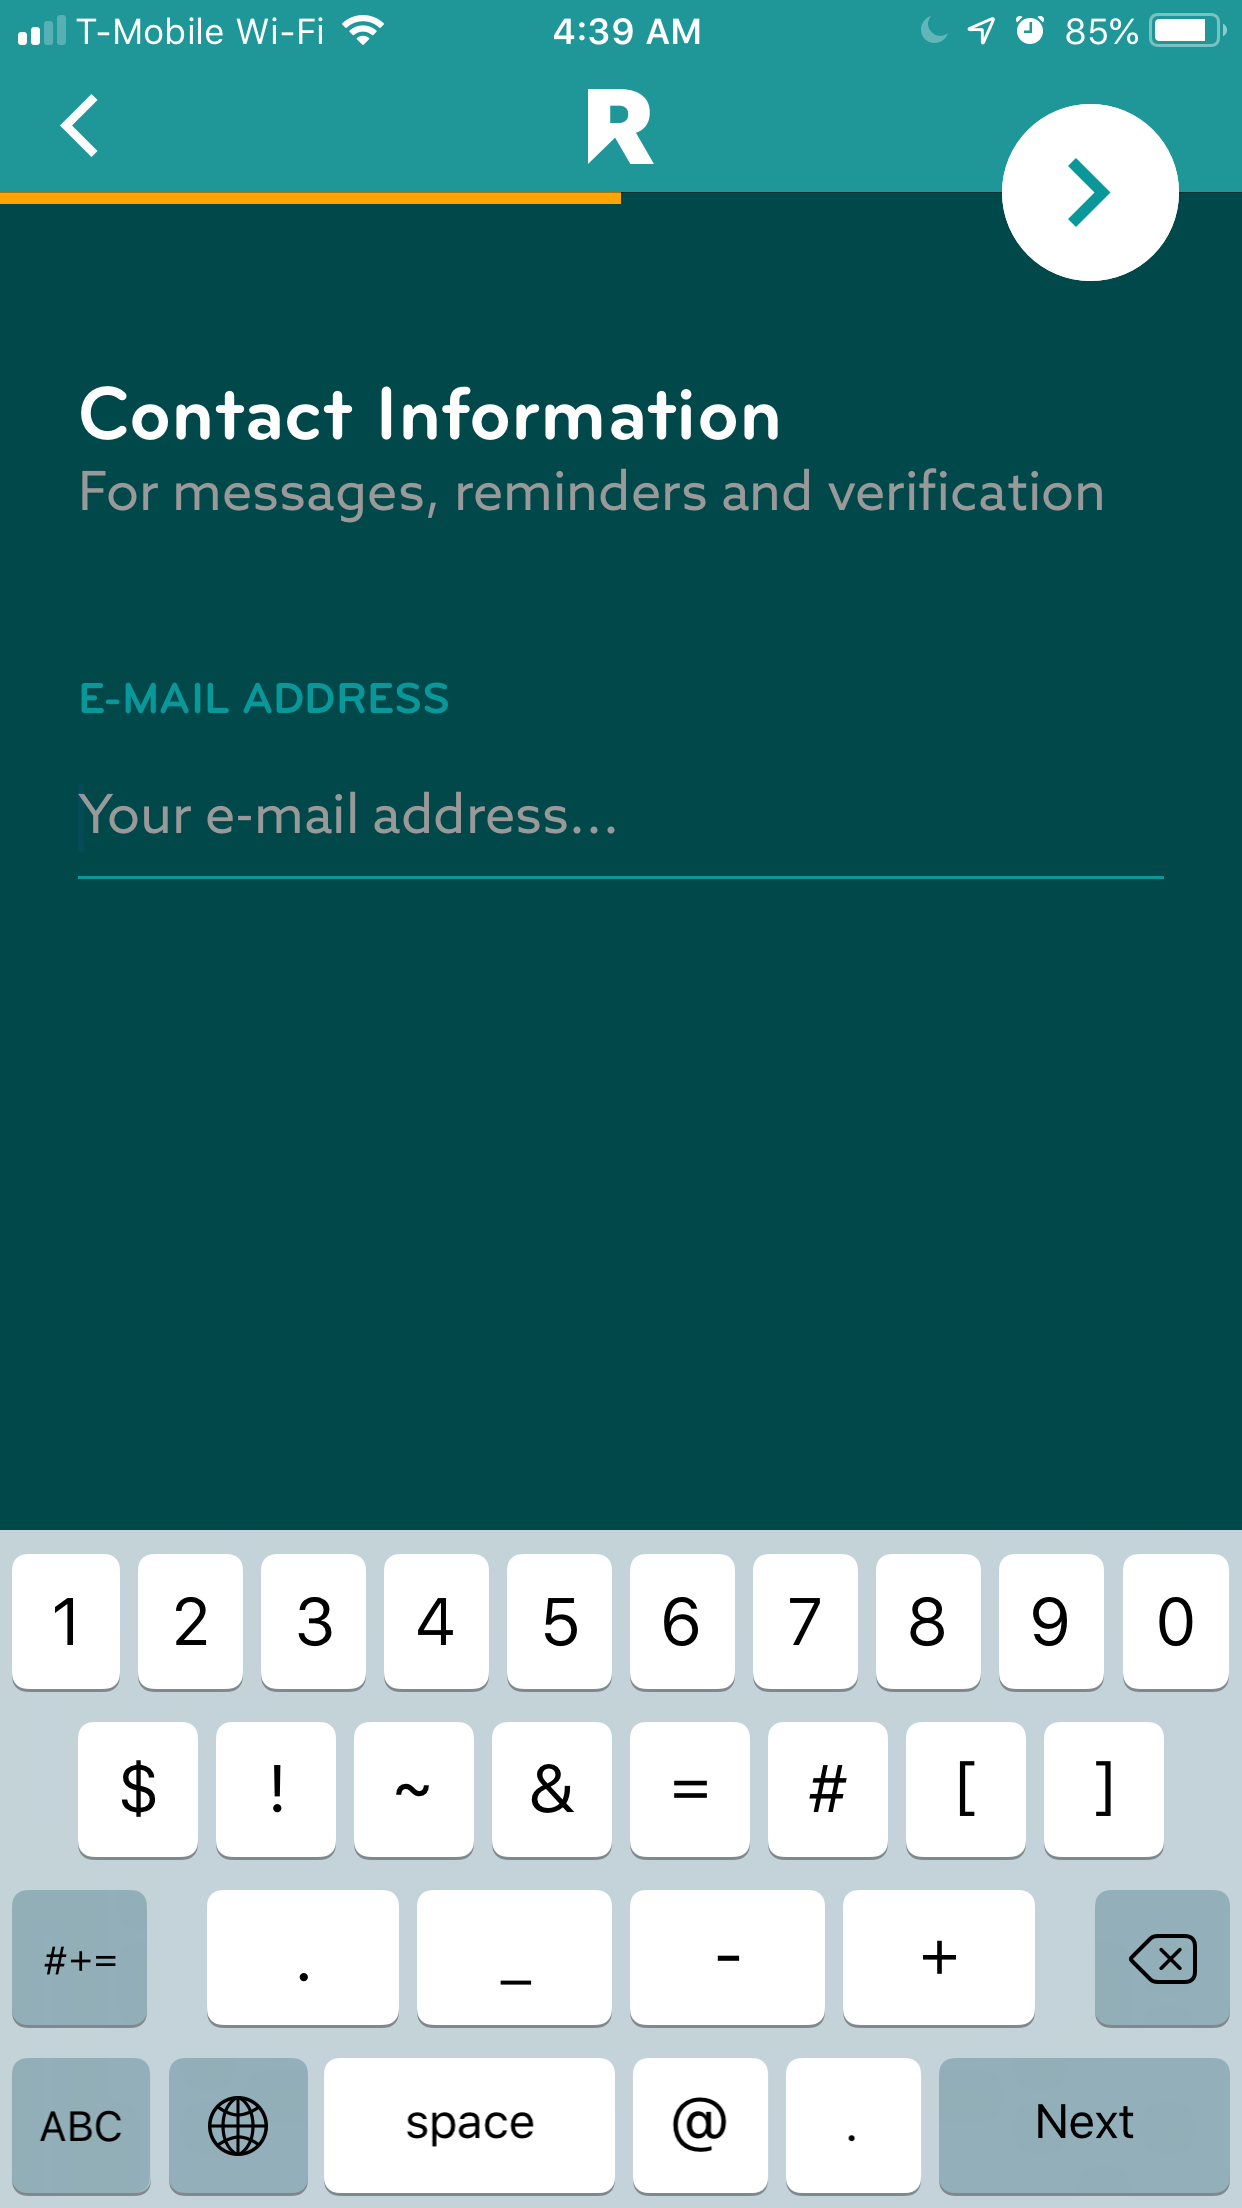 T-Mobile Wi-Fi 4:39 AM 85%
R
Contact Information
For messages, reminders and verification
E-MAIL ADDRESS
Your e-mail address...
1 2 3 4 5 6 7 8 9 0
$ ! ~ & = # [ ]
#+= . _ - +
ABC space @ . Next